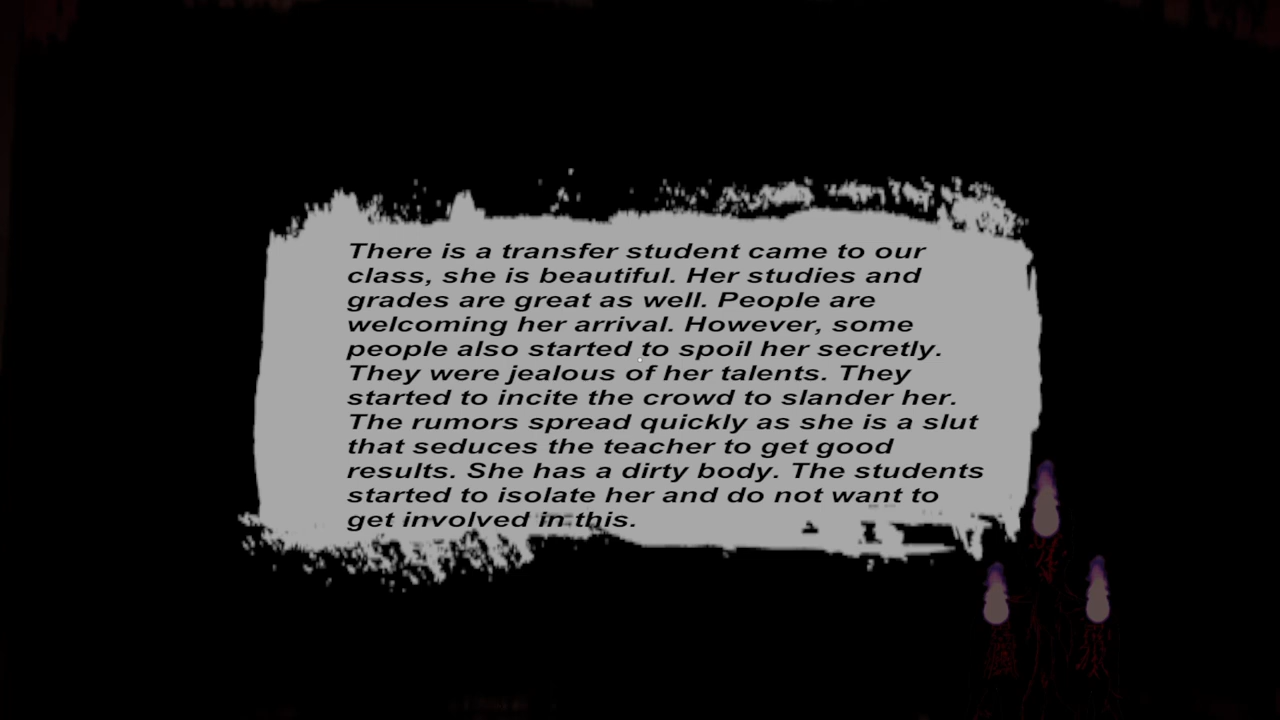 There is a transfer student came to our
class, she is beautiful. Her studies and
grades are great as well. People are
welcoming her arrival. However, some
people also started to spoil her secretly.
They were jealous of her talents. They
started to incite the crowd to slander her.
The rumors spread quickly as she is a slut
that seduces the teacher to get good
results. She has a dirty body. The students
started to isolate her and do not want to
get involved in this.